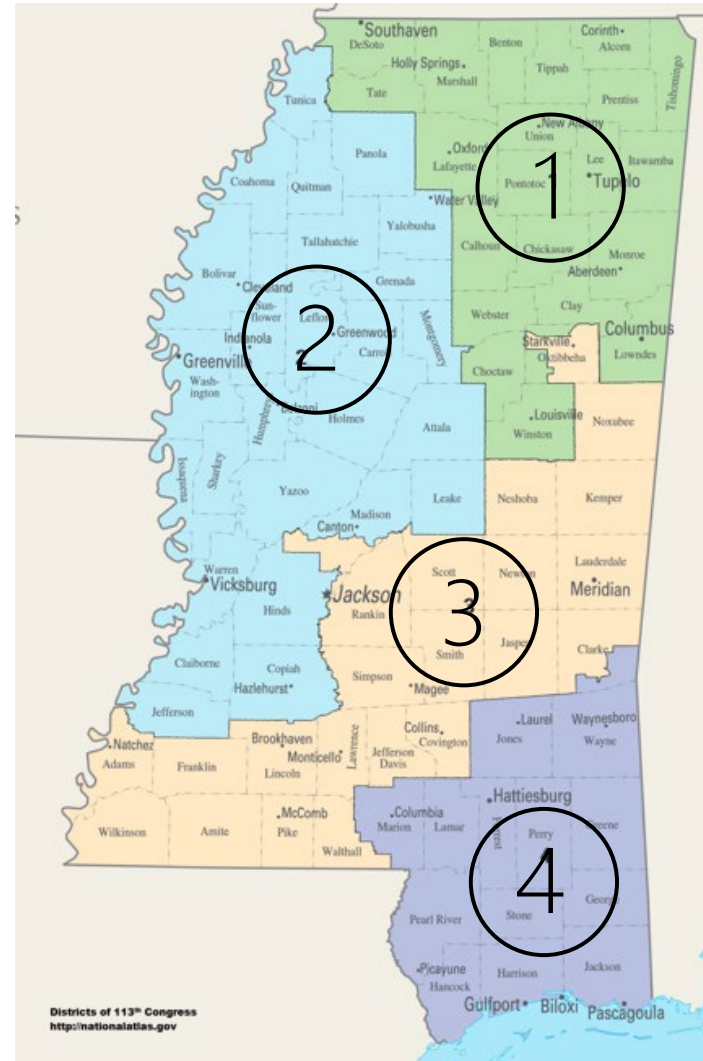 Southaven
DeSoto
Corinth
Alcorn
Benton
Holly Springs
Marshall
Tippah
Tishomingo
Tate
Prentiss
Tunica
New Albany
Union
Panola
Oxford
Lafayette
Lee
Itawamba
1
Pontotoc
Tupelo
Coahoma
Quitman
Water Valley
Yalobusha
Tallahatchie
Calhoun
Chickasaw
Monroe
Aberdeen
Bolivar
Cleveland
Grenada
Sun-
flower
Leflore
Clay
Webster
Montgomery
Columbus
Lowndes
Starkville
Oktibbeha
Indianola
Greenwood
Carroll
2
Greenville
Wash-
ington
Choctaw
Humphreys
Belzoni
Holmes
Attala
Louisville
Winston
Noxubee
Issaquena
Sharkey
Yazoo
Madison
Canton
Leake
Neshoba
Kemper
Warren
Vicksburg
Hinds
Jackson
Rankin
Scott
Newton
Lauderdale
Meridian
3
Smith
Jasper
Clarke
Claiborne
Copiah
Hazlehurst
Simpson
Magee
Jefferson
Natchez
Adams
Franklin
Brookhaven
Lincoln
Monticello
Lawrence
Jefferson
Davis
Collins
Covington
Laurel
Jones
Waynesboro
Wayne
Wilkinson
Amite
McComb
Pike
Walthall
Columbia
Marion
Lamar
Hattiesburg
Forrest
Perry
Greene
4
Pearl River
Stone
George
Picayune
Hancock
Harrison
Jackson
Gulfport
Biloxi
Pascagoula
Districts of 113th Congress
http://nationalatlas.gov